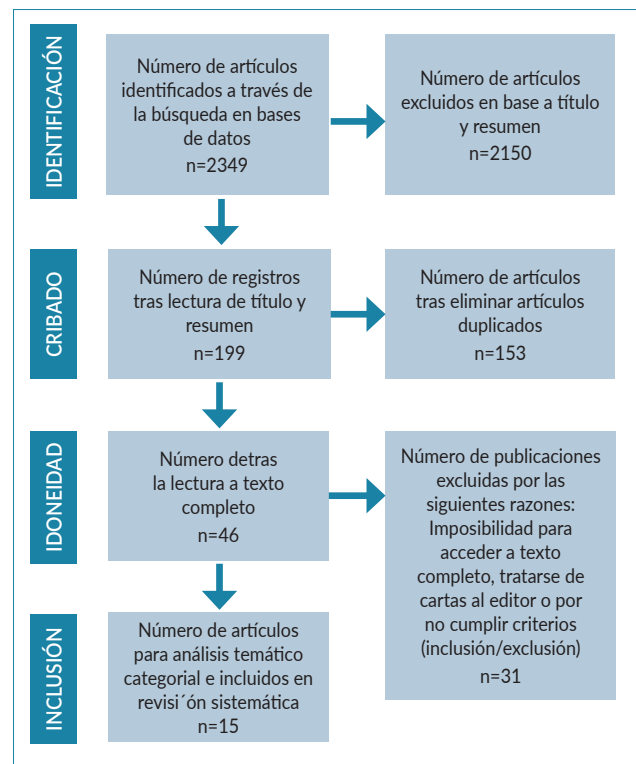 IDENTIFICACIÓN
Número de artículos
identificados a través de
la búsqueda en bases
de datos
n=2349
Número de artículos
excluidos en base a título
y resumen
n=2150
CRIBADO
Número de registros
tras lectura de título y
resumen
n=199
Número de artículos
tras eliminar artículos
duplicados
n=153
IDONEIDAD
Número detras
la lectura a texto
completo
n=46
Número de publicaciones
excluidas por las
siguientes razones:
Imposibilidad para
acceder a texto
completo, tratarse de
cartas al editor o por
no cumplir criterios
(inclusión/exclusión)
n=31
INCLUSIÓN
Número de artículos
para análisis temático
categorial e incluidos en
revisi´ón sistemática
n=15